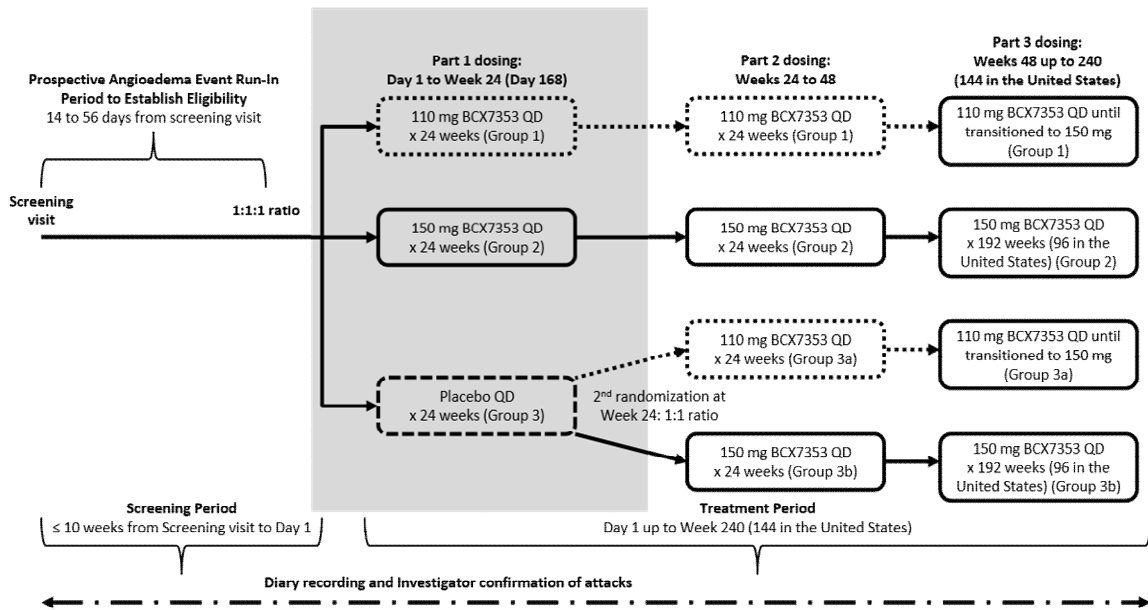 Prospective Angioedema Event Run-In
Period to Establish Eligibility
14 to 56 days from screening visit
Screening
visit
1:1:1 ratio
Part 1 dosing:
Day 1 to Week 24 (Day 168)
110 mg BCX7353 QD
x 24 weeks (Group 1)
150 mg BCX7353 QD
x 24 weeks (Group 2)
Placebo QD
x 24 weeks (Group 3)
2nd randomization at
Week 24: 1:1 ratio
Part 2 dosing:
Weeks 24 to 48
110 mg BCX7353 QD
x 24 weeks (Group 1)
150 mg BCX7353 QD
x 24 weeks (Group 2)
110 mg BCX7353 QD
x 24 weeks (Group 3a)
150 mg BCX7353 QD
x 24 weeks (Group 3b)
Part 3 dosing:
Weeks 48 up to 240
(144 in the United States)
110 mg BCX7353 QD until
transitioned to 150 mg
(Group 1)
150 mg BCX7353 QD
x 192 weeks (96 in the
United States) (Group 2)
110 mg BCX7353 QD until
transitioned to 150 mg
(Group 3a)
150 mg BCX7353 QD
x 192 weeks (96 in the
United States) (Group 3b)
Screening Period
≤ 10 weeks from Screening visit to Day 1
Treatment Period
Day 1 up to Week 240 (144 in the United States)
Diary recording and Investigator confirmation of attacks